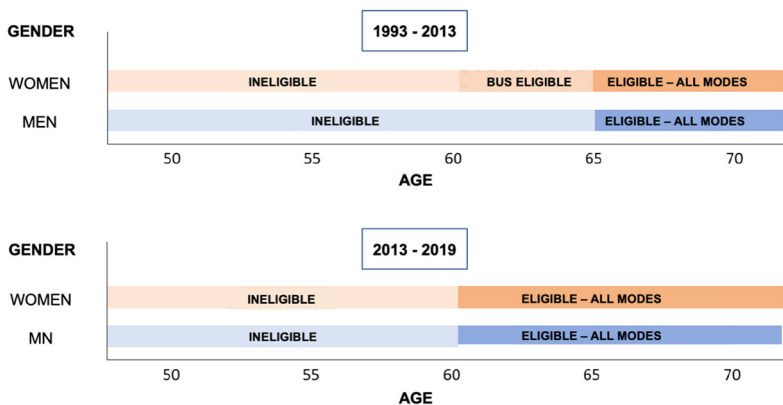 GENDER
1993 - 2013
WOMEN
INELIGIBLE
BUS ELIGIBLE
ELIGIBLE – ALL MODES
MEN
INELIGIBLE
ELIGIBLE – ALL MODES
50 55 60 65 70
AGE
GENDER
2013 - 2019
WOMEN
INELIGIBLE
ELIGIBLE – ALL MODES
MN
INELIGIBLE
ELIGIBLE – ALL MODES
50 55 60 65 70
AGE